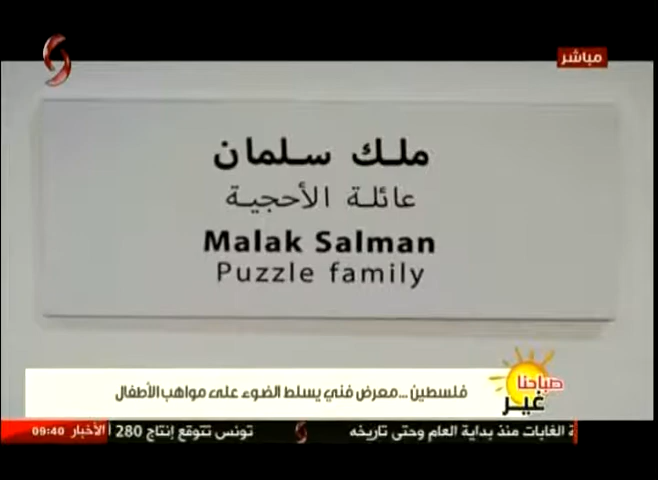 مباشر
ملك سلمان
عائلة الأحجية
Malak Salman
Puzzle family
صباحنا
غير
فلسطين ...معرض فني يسلط الضوء على مواهب الأطفال
الغابات منذ بداية العام وحتى تاريخه
تونس تتوقع إنتاج 280
الأخبار
09:40